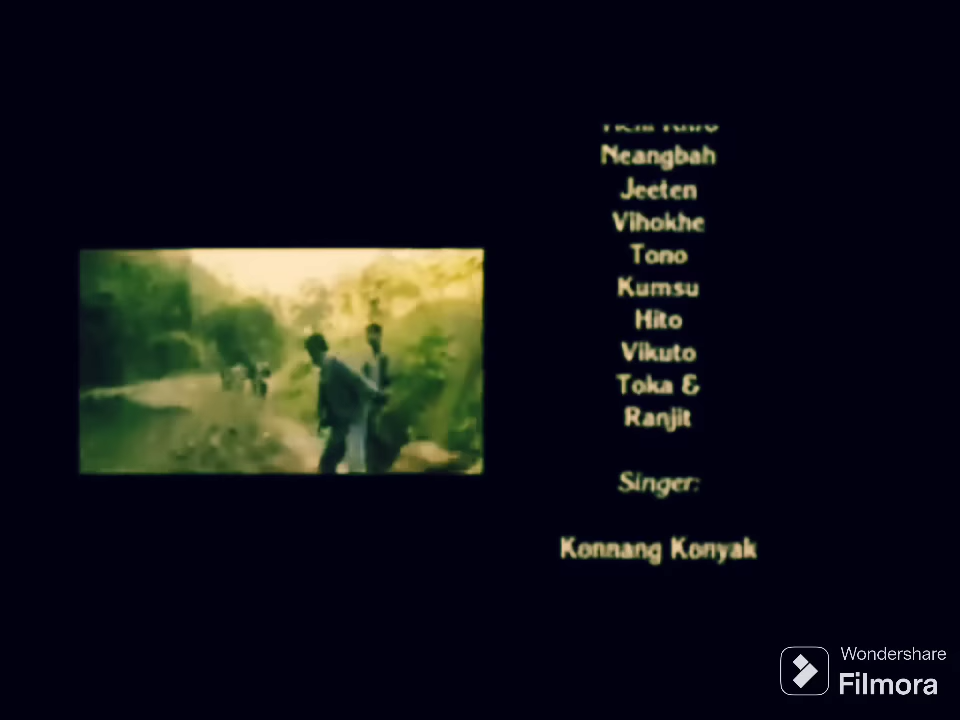 Neangbah
Jeeten
Vihokhe
Tono
Kumsu
Hito
Vikuto
Toka &
Ranjit
Singer:
Konnang Konyak
Wondershare
Filmora